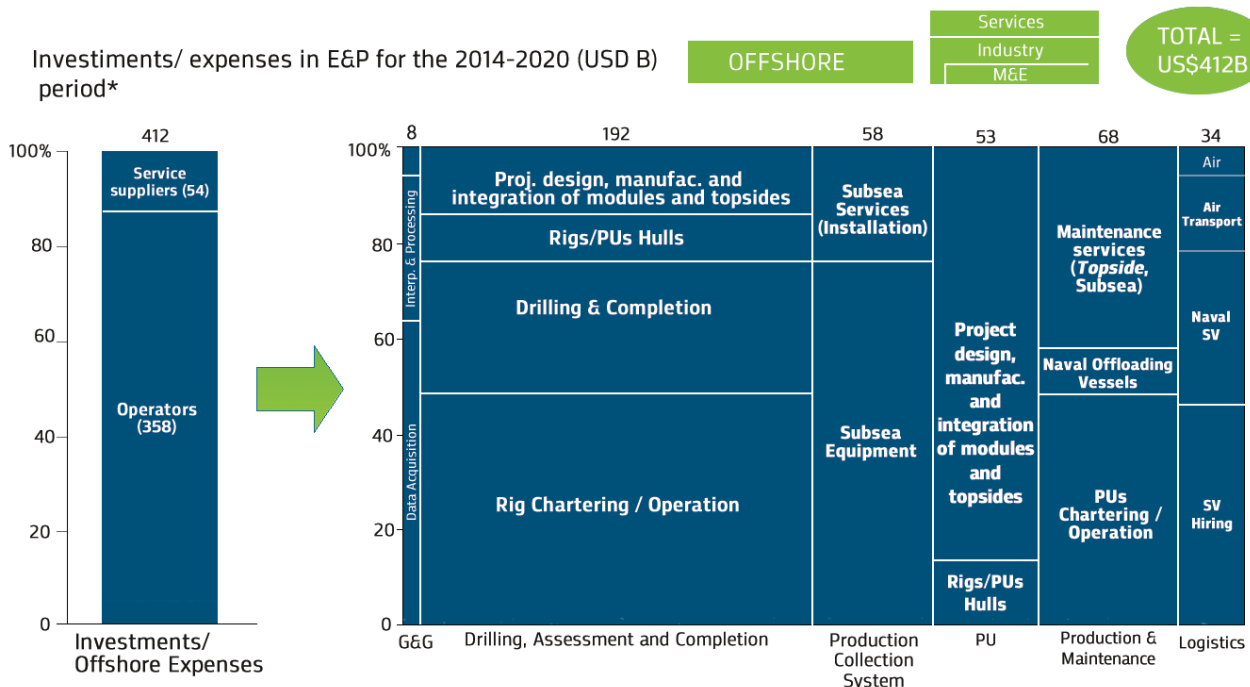 Investiments/ expenses in E&P for the 2014-2020 (USD B)
period*
OFFSHORE
Services
Industry
M&E
TOTAL =
US$412B
412
100%
80
60
40
20
0
Service
suppliers (54)
Operators
(358)
Investments/
Offshore Expenses
8
192
58
53
68
34
100%
80
60
40
20
0
Interp. & Processing
Data Acquisition
Proj. design, manufac. and
integration of modules and topsides
Rigs/PUs Hulls
Drilling & Completion
Rig Chartering / Operation
Subsea
Services
(Installation)
Subsea
Equipment
Project
design,
manufac.
and
integration
of modules
and
topsides
Rigs/PUs
Hulls
Maintenance
services
(Topside,
Subsea)
Naval Offloading
Vessels
PUs
Chartering /
Operation
Air
Air
Transport
Naval
SV
SV
Hiring
G&G
Drilling, Assessment and Completion
Production
Collection
System
PU
Production &
Maintenance
Logistics